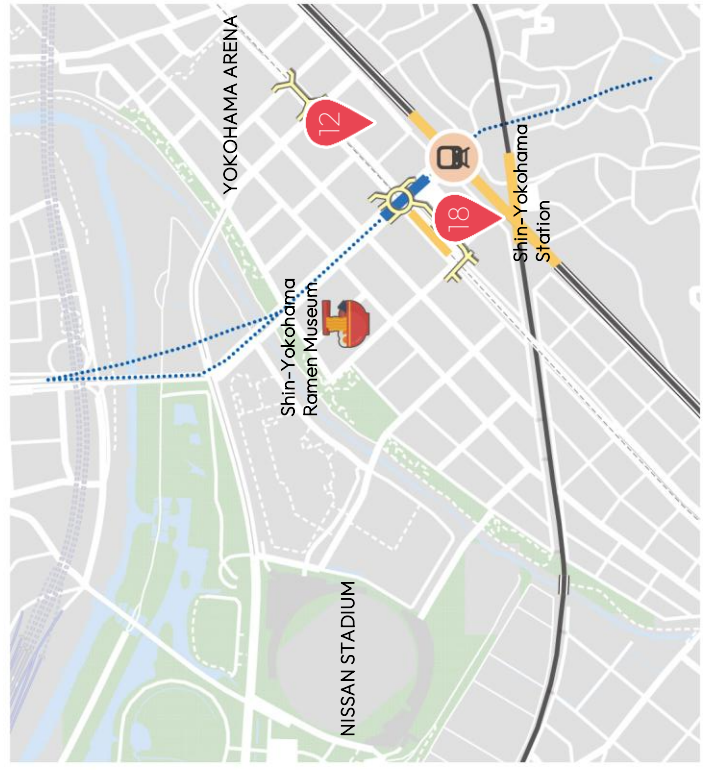 YOKOHAMA ARENA
12
18
Shin-Yokohama
Station
Shin-Yokohama
Ramen Museum
NISSAN STADIUM